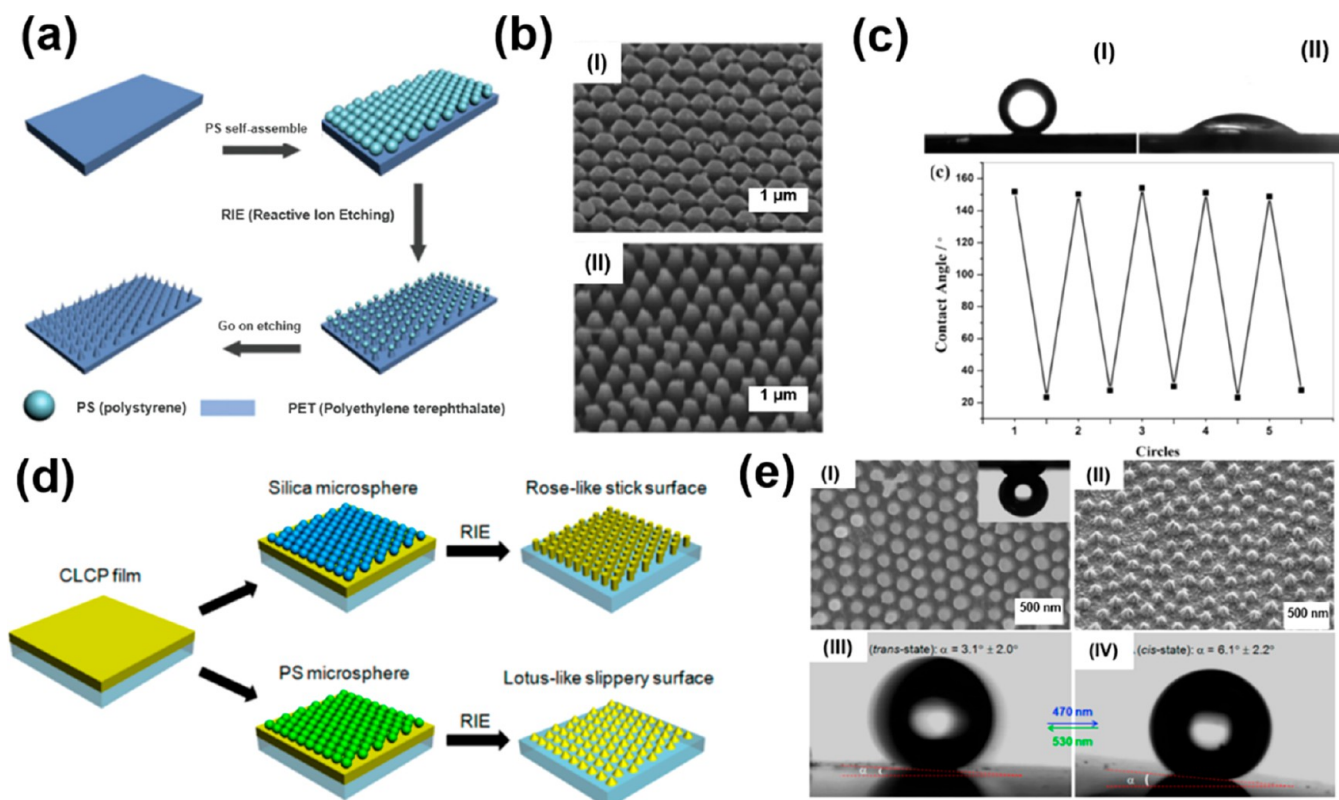 (a)
PS self-assemble
RIE (Reactive Ion Etching)
Go on etching
PS (polystyrene)
PET (Polyethylene terephthalate)
(b)
(I)
1 μm
(II)
1 μm
(c)
(I)
(II)
(c)
160
140
120
100
80
60
40
20
Contact Angle / °
1
2
3
4
5
Circles
(d)
CLCP film
Silica microsphere
RIE
Rose-like stick surface
PS microsphere
RIE
Lotus-like slippery surface
(e)
(I)
500 nm
(II)
500 nm
(III)
(trans-state): α = 3.1° ± 2.0°
α
470 nm
530 nm
(IV)
(cis-state): α = 6.1° ± 2.2°
α